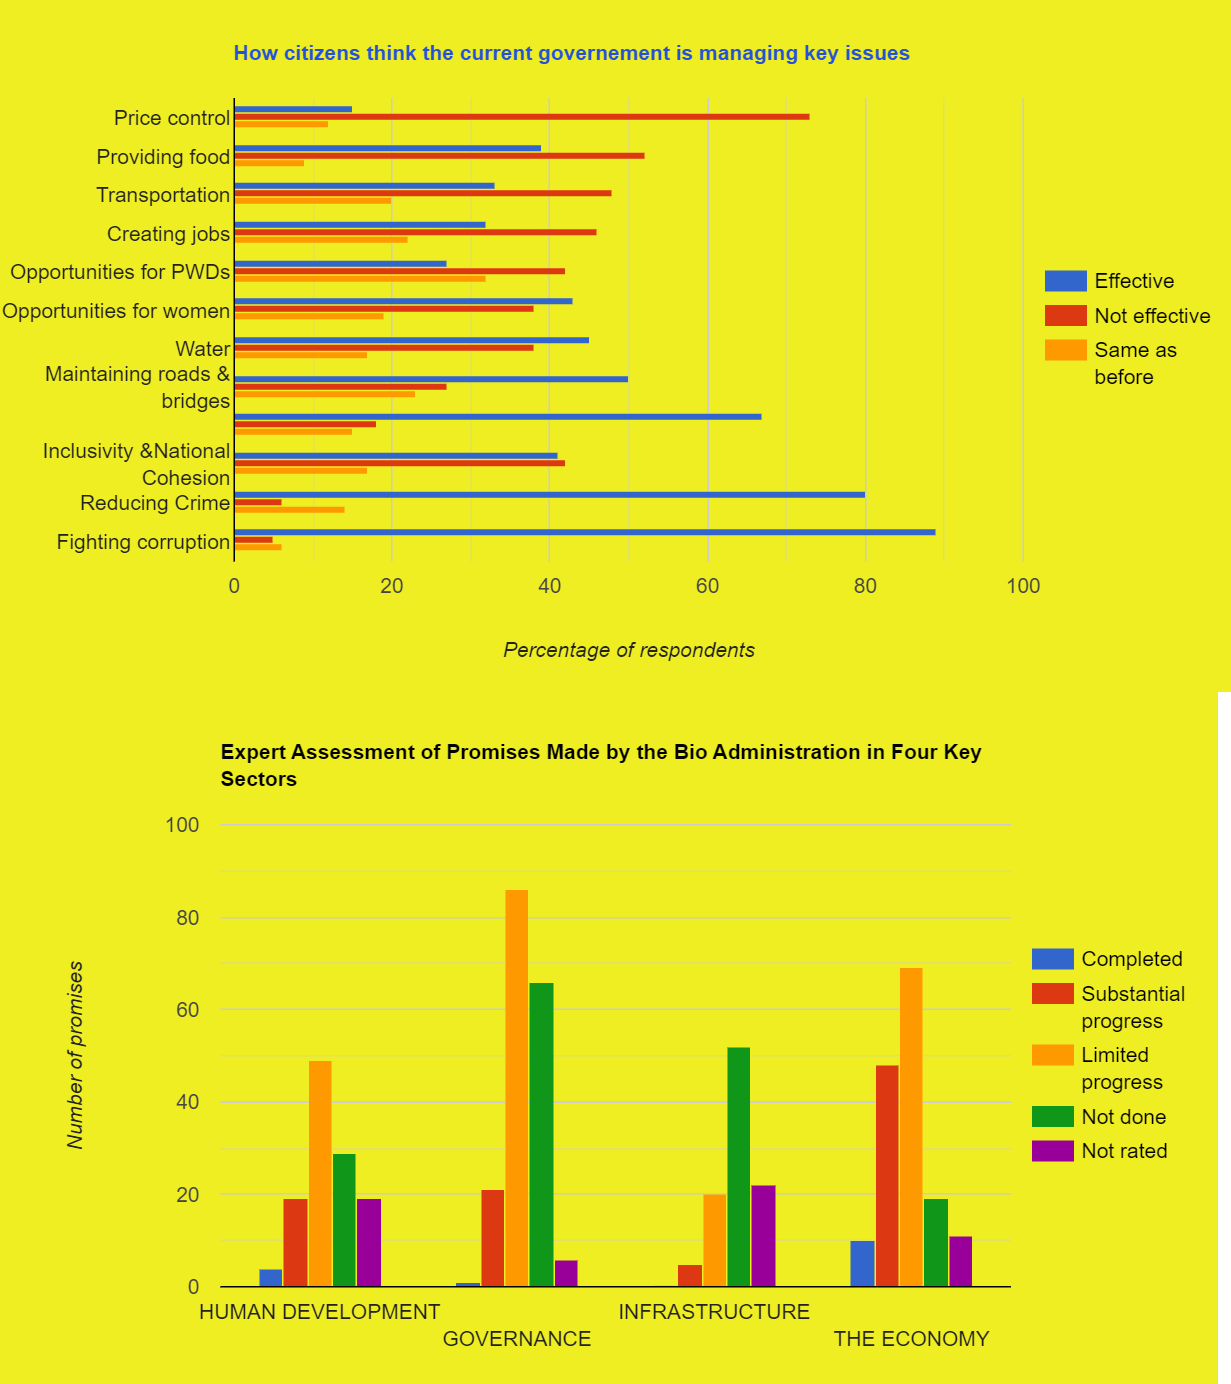 How citizens think the current governement is managing key issues
Price control
Providing food
Transportation
Creating jobs
Opportunities for PWDs
Opportunities for women
Water
Maintaining roads &
bridges
Inclusivity &National
Cohesion
Reducing Crime
Fighting corruption
0 20 40 60 80 100
Percentage of respondents
Effective
Not effective
Same as
before
Expert Assessment of Promises Made by the Bio Administration in Four Key
Sectors
100
80
60
40
20
0
Number of promises
HUMAN DEVELOPMENT
GOVERNANCE
INFRASTRUCTURE
THE ECONOMY
Completed
Substantial
progress
Limited
progress
Not done
Not rated